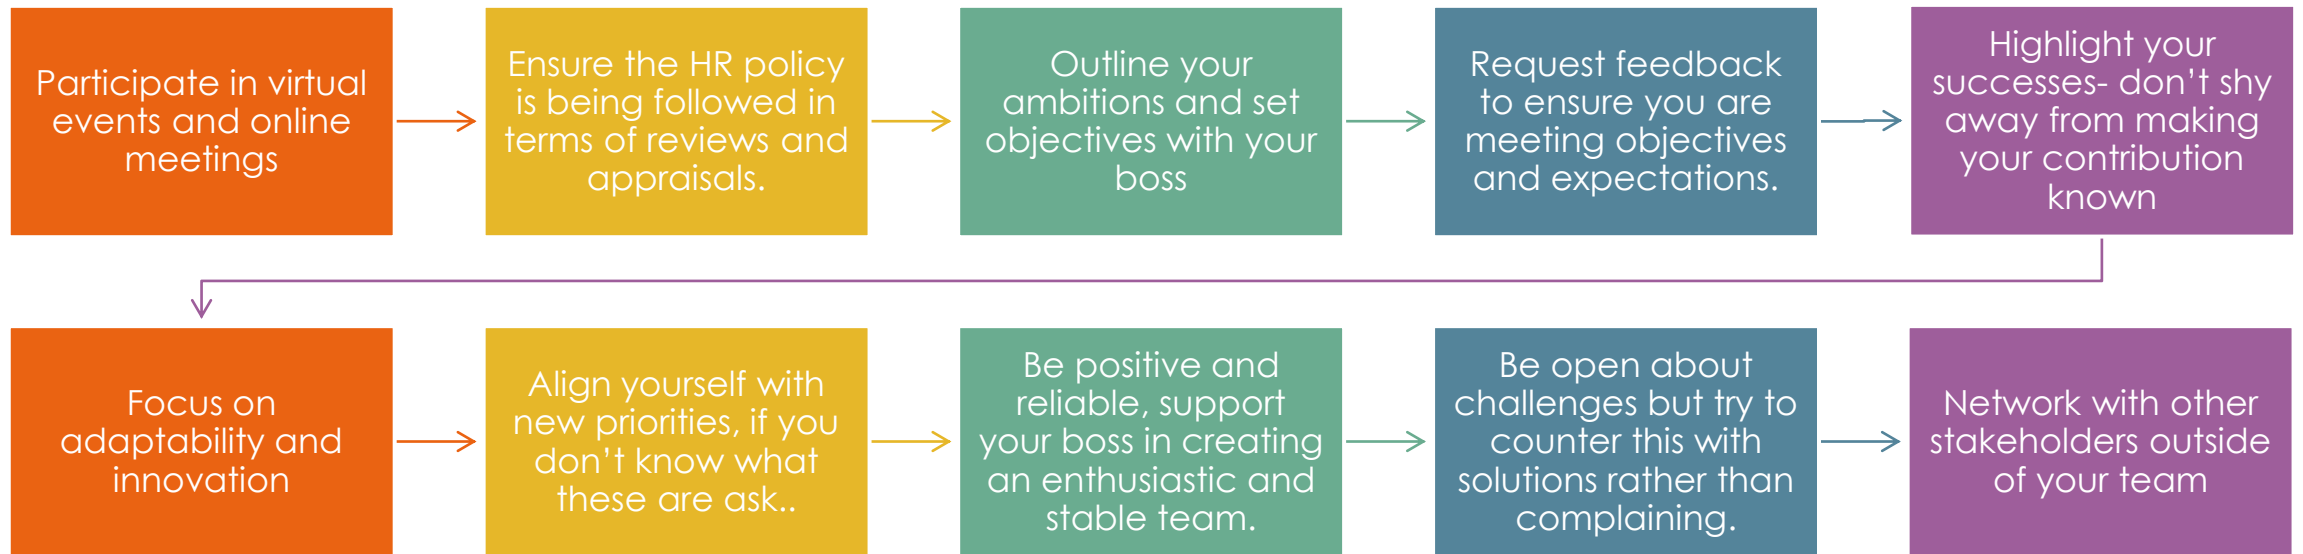 Participate in virtual
events and online
meetings
Ensure the HR policy
is being followed in
terms of reviews and
appraisals.
Outline your
ambitions and set
objectives with your
boss
Request feedback
to ensure you are
meeting objectives
and expectations.
Highlight your
successes- don’t shy
away from making
your contribution
known
Focus on
adaptability and
innovation
Align yourself with
new priorities, if you
don’t know what
these are ask..
Be positive and
reliable, support
your boss in creating
an enthusiastic and
stable team.
Be open about
challenges but try to
counter this with
solutions rather than
complaining.
Network with other
stakeholders outside
of your team